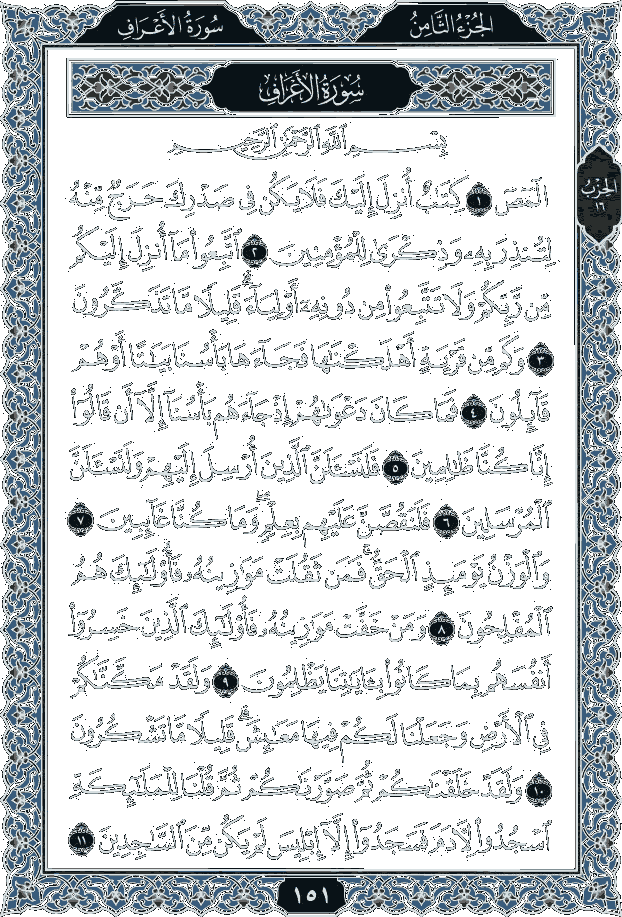 الجُزْءُ الثَّامِنُ
سُورَةُ الأَعْرَافِ
سُورَةُ الأَعْرَافِ
بِسْمِ ٱللَّهِ ٱلرَّحْمَٰنِ ٱلرَّحِيمِ
الحِزْبُ
١٦
الٓمٓصٓ ١ كِتَٰبٌ أُنزِلَ إِلَيْكَ فَلَا يَكُن فِى صَدْرِكَ حَرَجٌ مِّنْهُ
لِتُنذِرَ بِهِۦ وَذِكْرَىٰ لِلْمُؤْمِنِينَ ٢ ٱتَّبِعُوا۟ مَآ أُنزِلَ إِلَيْكُم
مِّن رَّبِّكُمْ وَلَا تَتَّبِعُوا۟ مِن دُونِهِۦٓ أَوْلِيَآءَ ۗ قَلِيلًا مَّا تَذَكَّرُونَ
٣ وَكَم مِّن قَرْيَةٍ أَهْلَكْنَٰهَا فَجَآءَهَا بَأْسُنَا بَيَٰتًا أَوْ هُمْ
قَآئِلُونَ ٤ فَمَا كَانَ دَعْوَىٰهُمْ إِذْ جَآءَهُم بَأْسُنَآ إِلَّآ أَن قَالُوٓا۟
إِنَّا كُنَّا ظَٰلِمِينَ ٥ فَلَنَسْـَٔلَنَّ ٱلَّذِينَ أُرْسِلَ إِلَيْهِمْ وَلَنَسْـَٔلَنَّ
ٱلْمُرْسَلِينَ ٦ فَلَنَقُصَّنَّ عَلَيْهِم بِعِلْمٍ ۖ وَمَا كُنَّا غَآئِبِينَ ٧
وَٱلْوَزْنُ يَوْمَئِذٍ ٱلْحَقُّ ۚ فَمَن ثَقُلَتْ مَوَٰزِينُهُۥ فَأُو۟لَٰٓئِكَ هُمُ
ٱلْمُفْلِحُونَ ٨ وَمَنْ خَفَّتْ مَوَٰزِينُهُۥ فَأُو۟لَٰٓئِكَ ٱلَّذِينَ خَسِرُوٓا۟
أَنفُسَهُم بِمَا كَانُوا۟ بِـَٔايَٰتِنَا يَظْلِمُونَ ٩ وَلَقَدْ مَكَّنَّٰكُمْ
فِى ٱلْأَرْضِ وَجَعَلْنَا لَكُمْ فِيهَا مَعَٰيِشَ ۗ قَلِيلًا مَّا تَشْكُرُونَ
١٠ وَلَقَدْ خَلَقْنَٰكُمْ ثُمَّ صَوَّرْنَٰكُمْ ثُمَّ قُلْنَا لِلْمَلَٰٓئِكَةِ
ٱسْجُدُوا۟ لِـَٔادَمَ فَسَجَدُوٓا۟ إِلَّآ إِبْلِيسَ لَمْ يَكُن مِّنَ ٱلسَّٰجِدِينَ ١١
١٥١